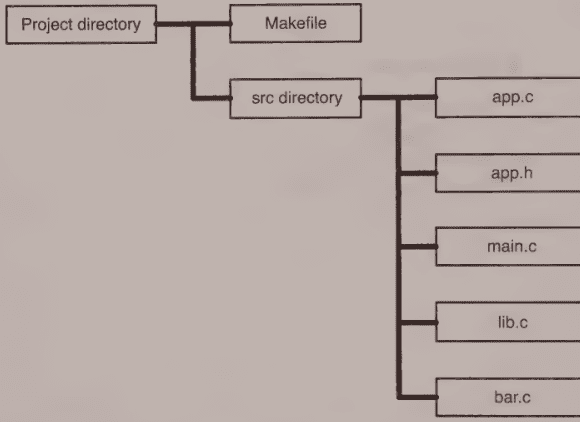 Project directory
Makefile
src directory
app.c
app.h
main.c
lib.c
bar.c